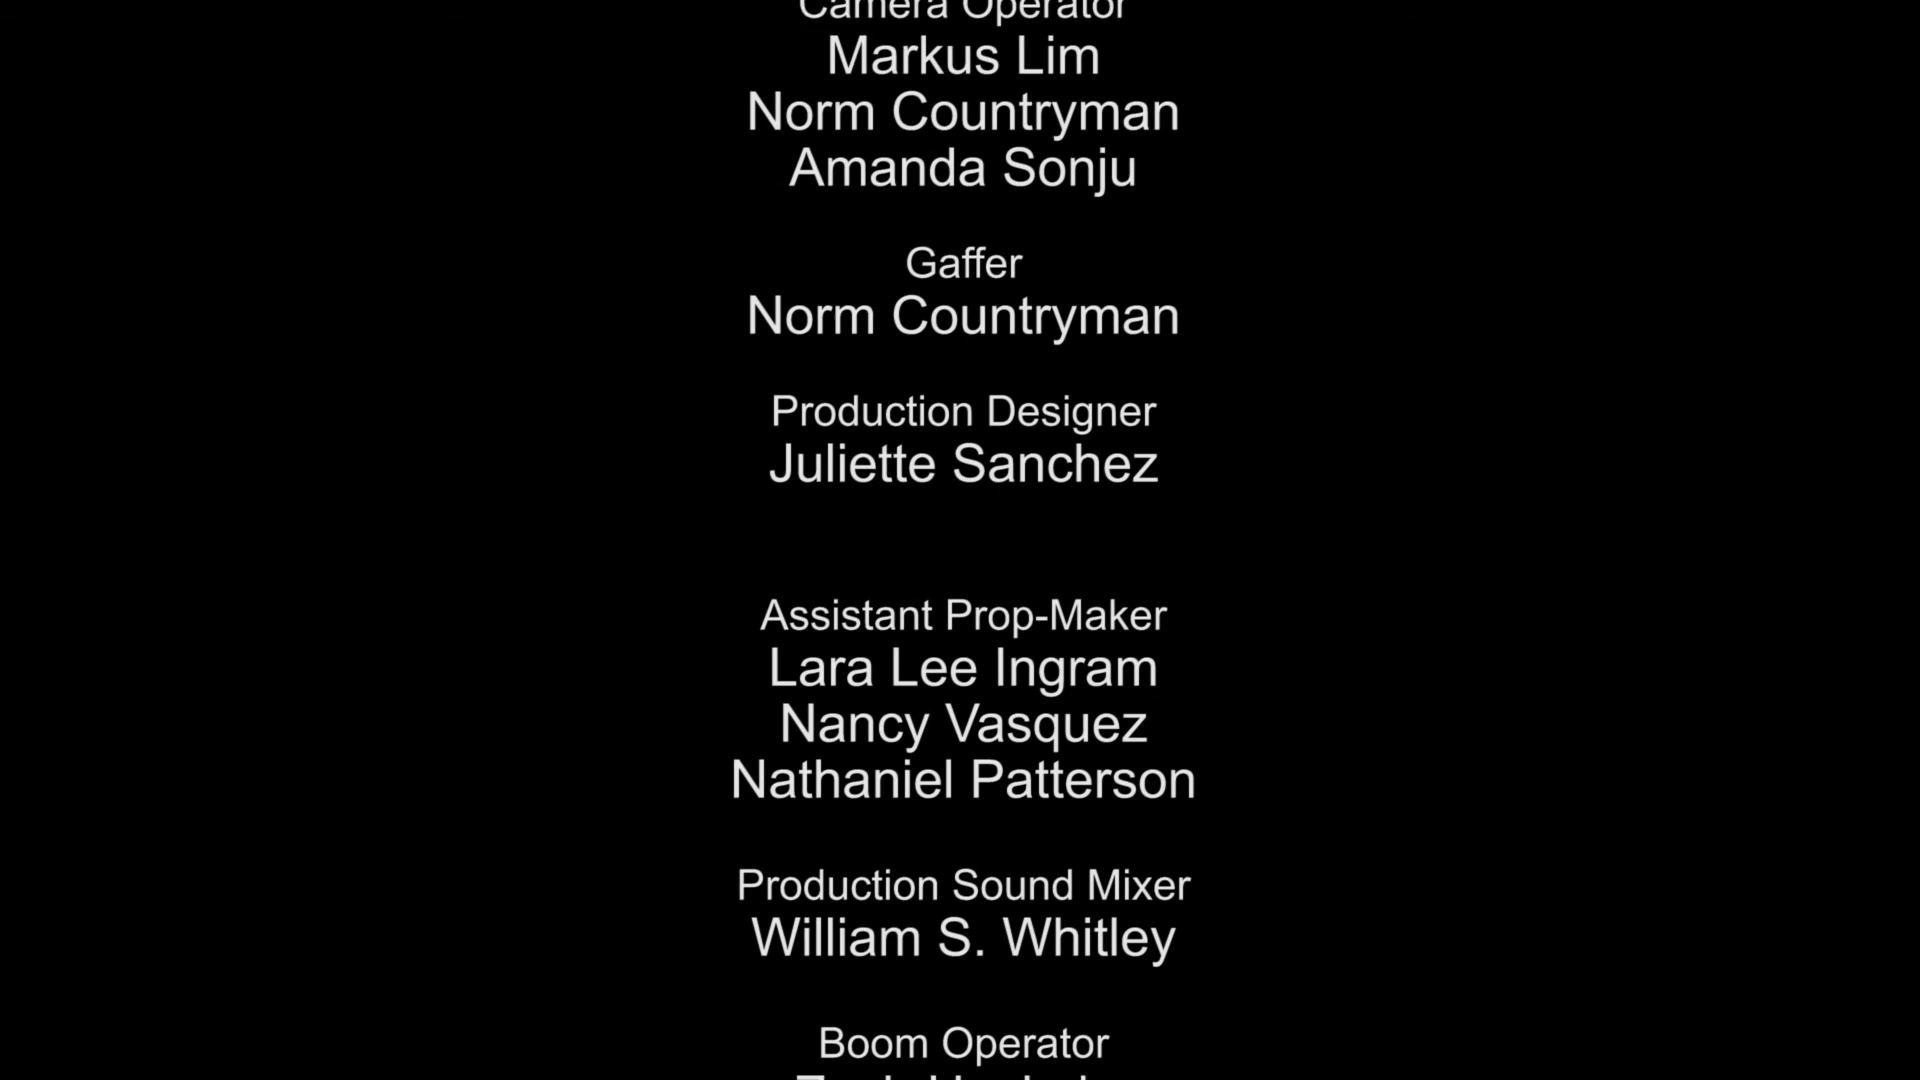 Camera Operator
Markus Lim
Norm Countryman
Amanda Sonju
Gaffer
Norm Countryman
Production Designer
Juliette Sanchez
Assistant Prop-Maker
Lara Lee Ingram
Nancy Vasquez
Nathaniel Patterson
Production Sound Mixer
William S. Whitley
Boom Operator